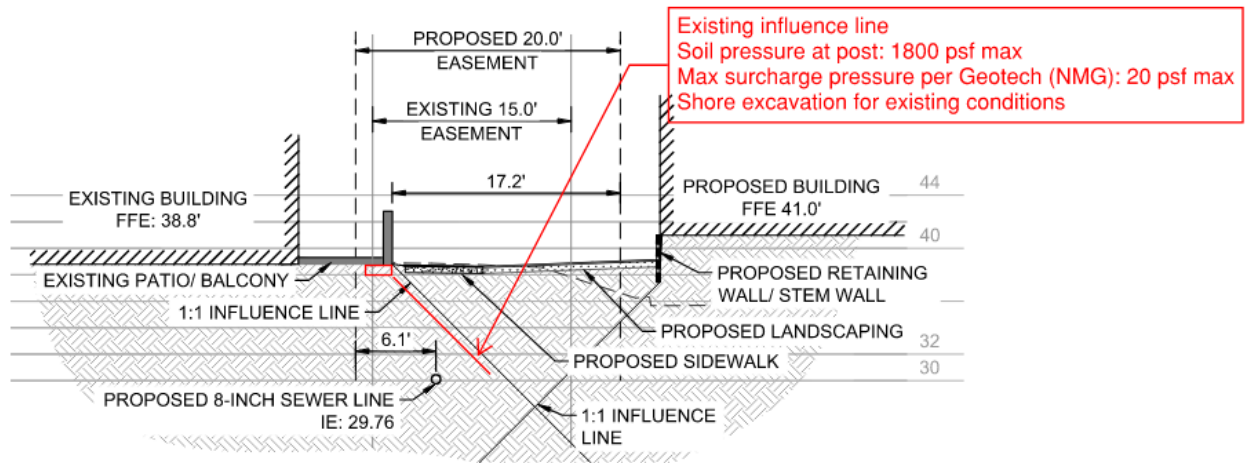 PROPOSED 20.0'
EASEMENT
EXISTING 15.0'
EASEMENT
17.2'
Existing influence line
Soil pressure at post: 1800 psf max
Max surcharge pressure per Geotech (NMG): 20 psf max
Shore excavation for existing conditions
EXISTING BUILDING
FFE: 38.8'
PROPOSED BUILDING
FFE 41.0'
44
40
EXISTING PATIO/ BALCONY
PROPOSED RETAINING
WALL/ STEM WALL
1:1 INFLUENCE LINE
PROPOSED LANDSCAPING
6.1'
32
PROPOSED SIDEWALK
30
PROPOSED 8-INCH SEWER LINE
IE: 29.76
1:1 INFLUENCE
LINE